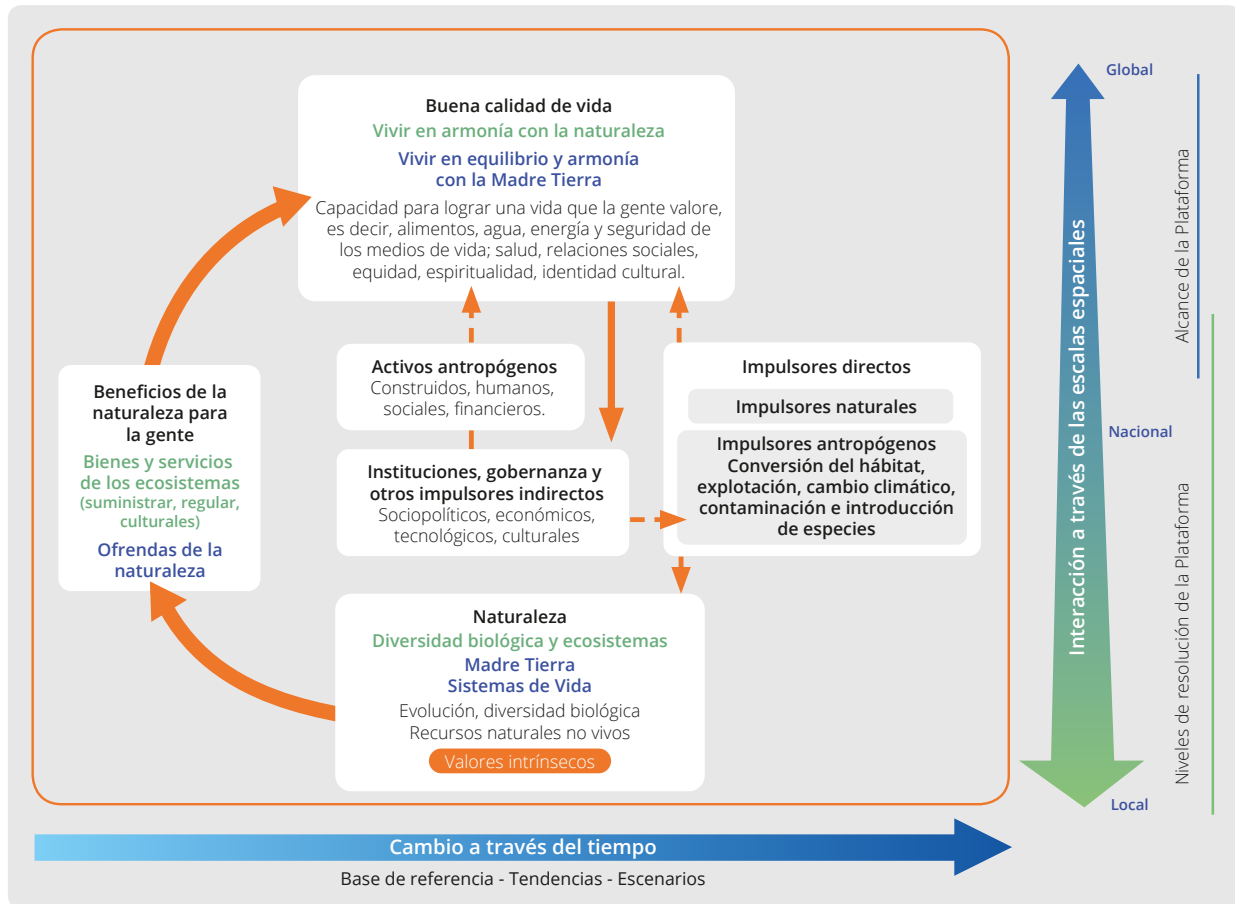 Buena calidad de vida
Vivir en armonía con la naturaleza
Vivir en equilibrio y armonía
con la Madre Tierra
Capacidad para lograr una vida que la gente valore,
es decir, alimentos, agua, energía y seguridad de
los medios de vida; salud, relaciones sociales,
equidad, espiritualidad, identidad cultural.
Beneficios de la
naturaleza para
la gente
Bienes y servicios
de los ecosistemas
(suministrar, regular,
culturales)
Ofrendas de la
naturaleza
Activos antropógenos
Construidos, humanos,
sociales, financieros.
Instituciones, gobernanza y
otros impulsores indirectos
Sociopolíticos, económicos,
tecnológicos, culturales
Impulsores directos
Impulsores naturales
Impulsores antropógenos
Conversión del hábitat,
explotación, cambio climático,
contaminación e introducción
de especies
Naturaleza
Diversidad biológica y ecosistemas
Madre Tierra
Sistemas de Vida
Evolución, diversidad biológica
Recursos naturales no vivos
Valores intrínsecos
Global
Nacional
Local
Interacción a través de las escalas espaciales
Alcance de la Plataforma
Niveles de resolución de la Plataforma
Cambio a través del tiempo
Base de referencia - Tendencias - Escenarios